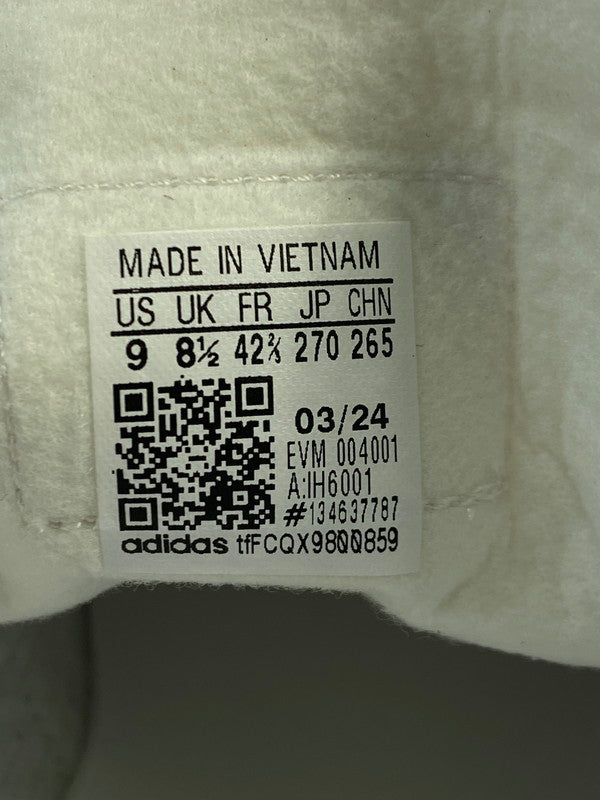 MADE IN VIETNAM
US UK FR JP CHN
9 8½ 42⅔ 270 265
03/24
EVM 004001
A:IH6001
#134637787
adidas tfFCQX9800859